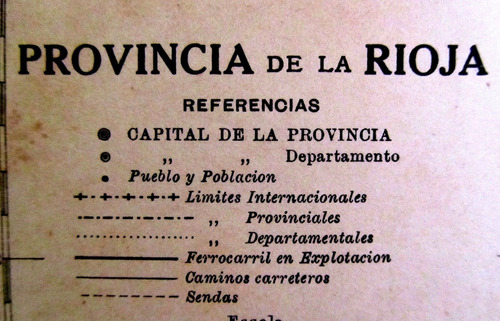 PROVINCIA DE LA RIOJA
REFERENCIAS
CAPITAL DE LA PROVINCIA
„ „ Departamento
Pueblo y Poblacion
Limites Internacionales
„ Provinciales
„ Departamentales
Ferrocarril en Explotacion
Caminos carreteros
Sendas
Escala